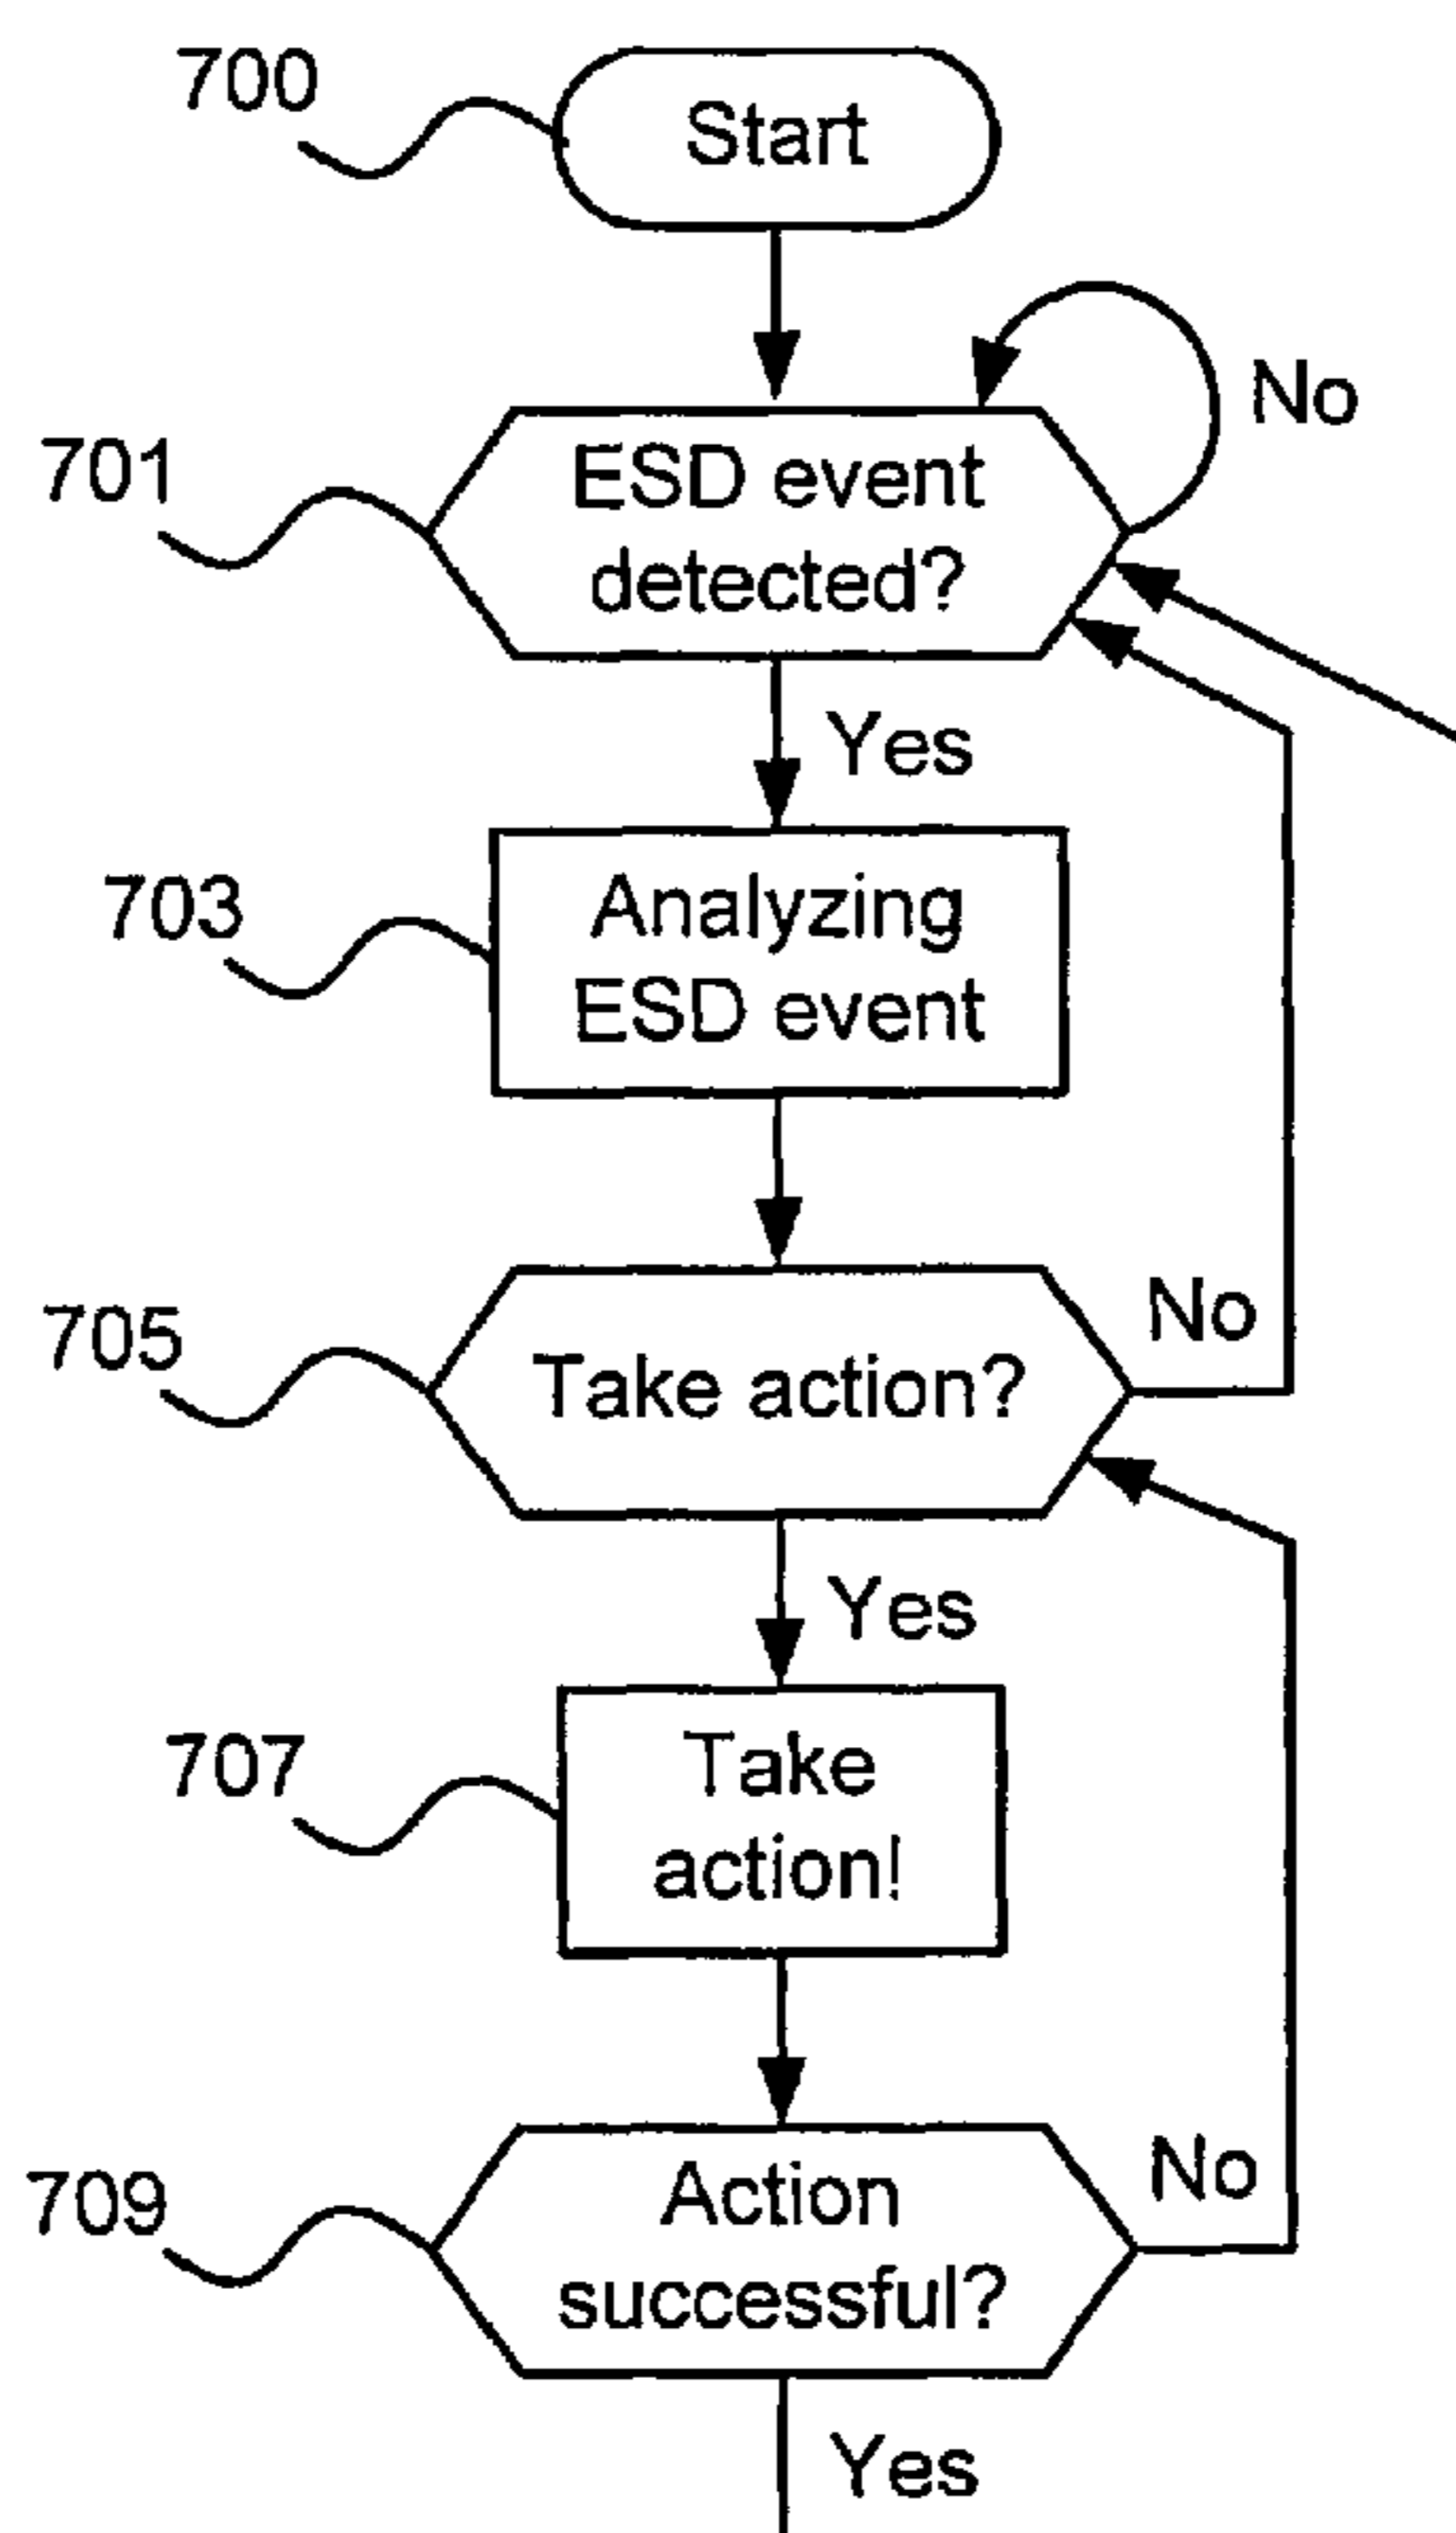 700
Start
No
701
ESD event
detected?
Yes
703
Analyzing
ESD event
705
Take action?
No
Yes
707
Take
action!
709
Action
successful?
No
Yes